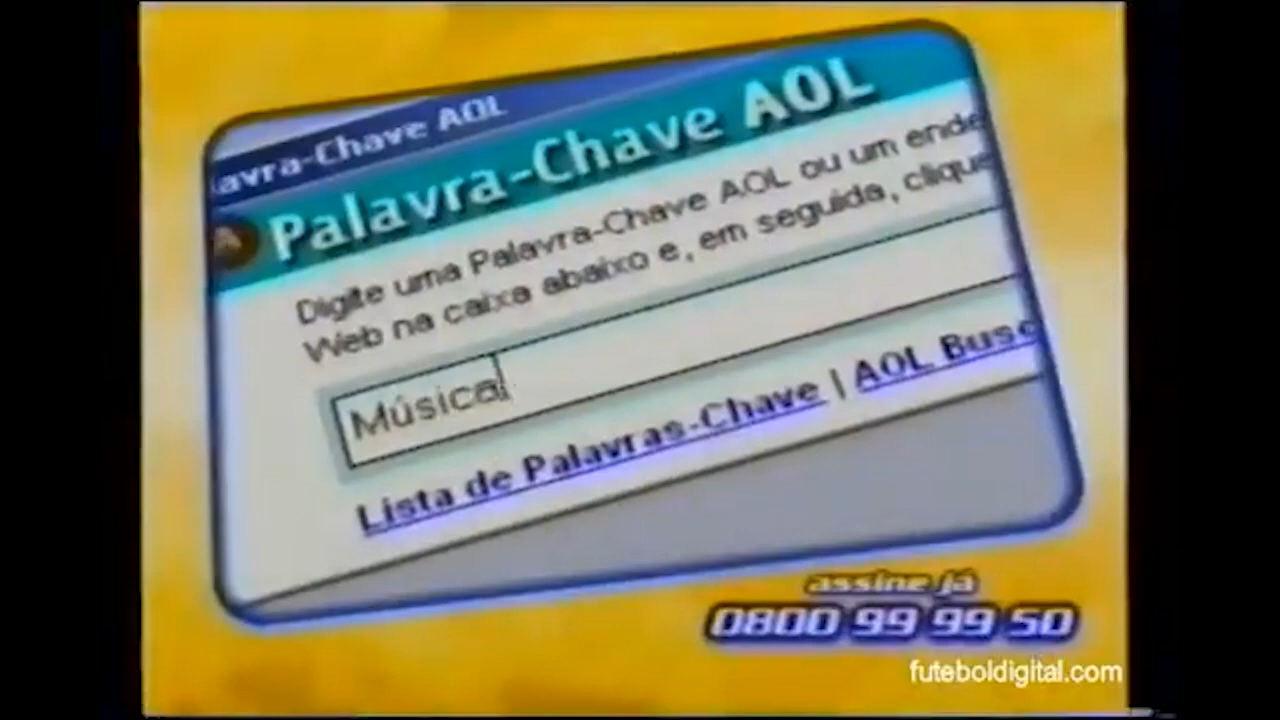 avra-Chave AOL
Palavra-Chave AOL
Digite uma Palavra-Chave AOL ou um ende
Web na caixa abaixo e, em seguida, clique
Música
Lista de Palavras-Chave | AOL Busc
assine já
0800 99 99 50
futeboldigital.com